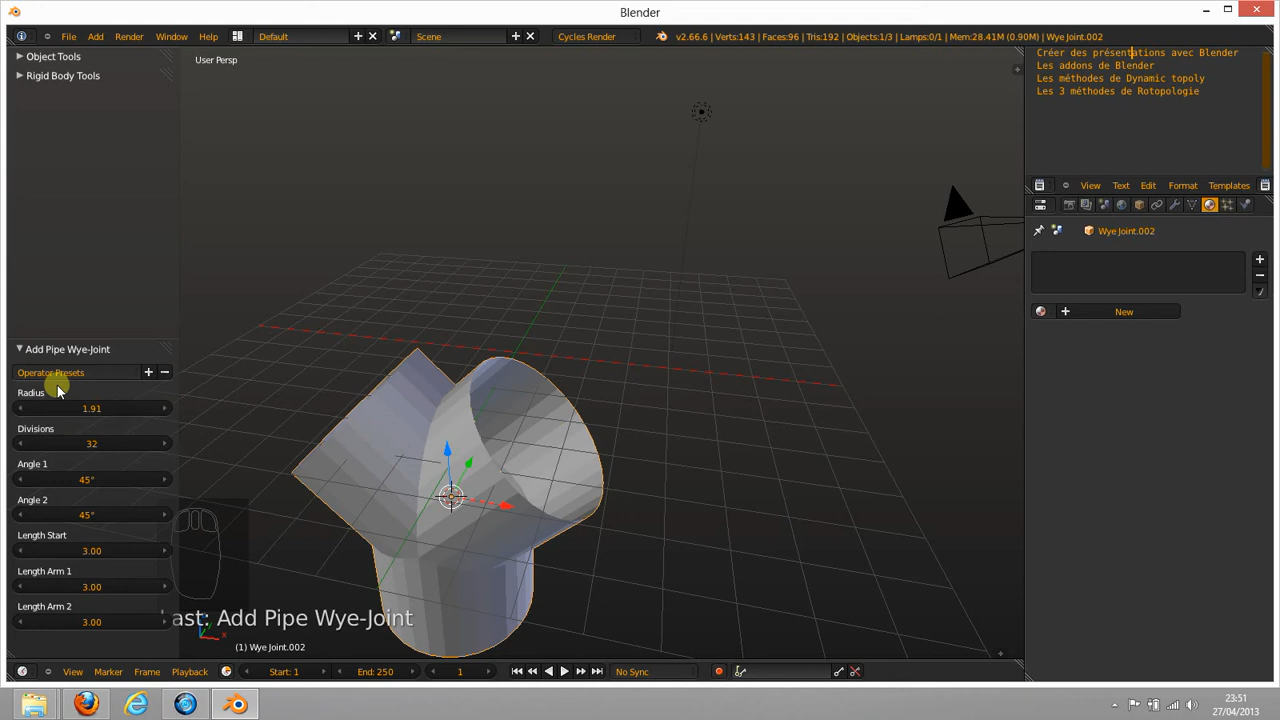 Blender
File Add Render Window Help Default Scene Cycles Render v2.66.6 | Verts:143 | Faces:96 | Tris:192 | Objects:1/3 | Lamps:0/1 | Mem:28.41M (0.90M) | Wye Joint.002
Object Tools
Rigid Body Tools
User Persp
Créer des présentations avec Blender
Les addons de Blender
Les méthodes de Dynamic topoly
Les 3 méthodes de Rotopologie
View Text Edit Format Templates
Wye Joint.002
New
Add Pipe Wye-Joint
Operator Presets
Radius
1.91
Divisions
32
Angle 1
45°
Angle 2
45°
Length Start
3.00
Length Arm 1
3.00
Length Arm 2
3.00
ast: Add Pipe Wye-Joint
x
(1) Wye Joint.002
View Marker Frame Playback Start: 1 End: 250 1 No Sync
23:51
27/04/2013